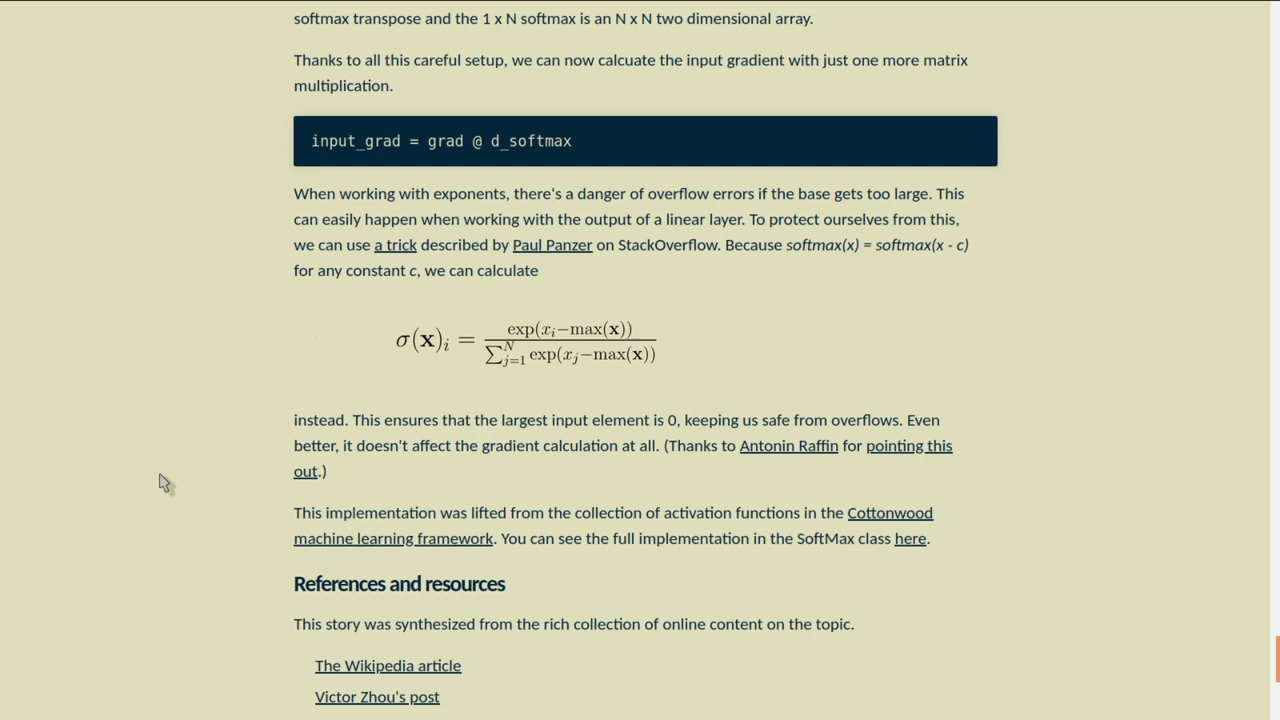 softmax transpose and the 1 x N softmax is an N x N two dimensional array.
Thanks to all this careful setup, we can now calcuate the input gradient with just one more matrix
multiplication.
input_grad = grad @ d_softmax
When working with exponents, there's a danger of overflow errors if the base gets too large. This
can easily happen when working with the output of a linear layer. To protect ourselves from this,
we can use a trick described by Paul Panzer on StackOverflow. Because softmax(x) = softmax(x - c)
for any constant c, we can calculate
σ(x)_i = exp(x_i−max(x)) / ∑_{j=1}^{N} exp(x_j−max(x))
instead. This ensures that the largest input element is 0, keeping us safe from overflows. Even
better, it doesn't affect the gradient calculation at all. (Thanks to Antonin Raffin for pointing this
out.)
This implementation was lifted from the collection of activation functions in the Cottonwood
machine learning framework. You can see the full implementation in the SoftMax class here.
References and resources
This story was synthesized from the rich collection of online content on the topic.
The Wikipedia article
Victor Zhou's post